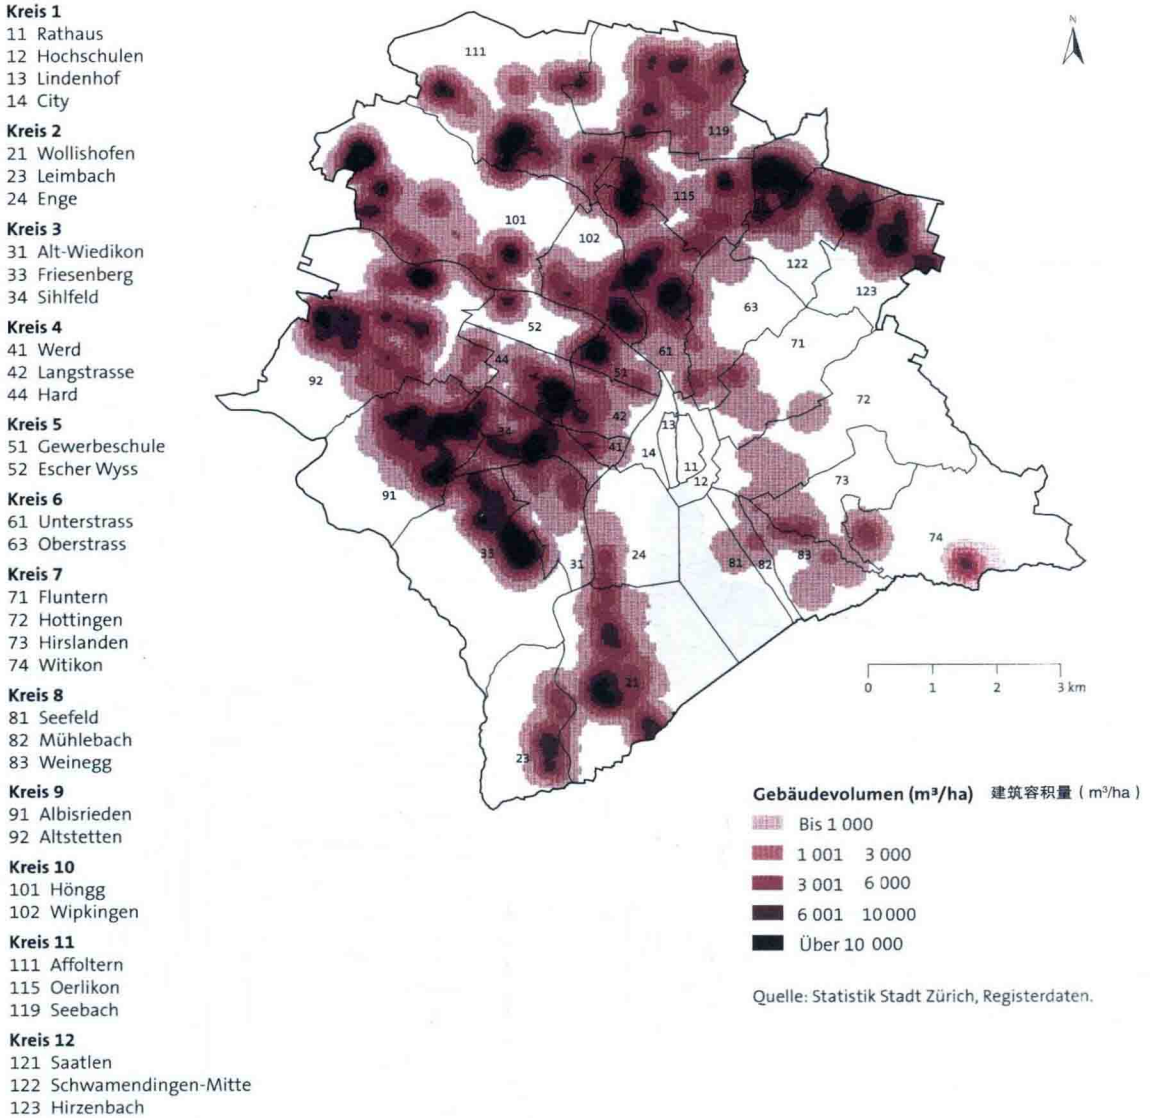 Kreis 1
11 Rathaus
12 Hochschulen
13 Lindenhof
14 City
Kreis 2
21 Wollishofen
23 Leimbach
24 Enge
Kreis 3
31 Alt-Wiedikon
33 Friesenberg
34 Sihlfeld
Kreis 4
41 Werd
42 Langstrasse
44 Hard
Kreis 5
51 Gewerbeschule
52 Escher Wyss
Kreis 6
61 Unterstrass
63 Oberstrass
Kreis 7
71 Fluntern
72 Hottingen
73 Hirslanden
74 Witikon
Kreis 8
81 Seefeld
82 Mühlebach
83 Weinegg
Kreis 9
91 Albisrieden
92 Altstetten
Kreis 10
101 Höngg
102 Wipkingen
Kreis 11
111 Affoltern
115 Oerlikon
119 Seebach
Kreis 12
121 Saatlen
122 Schwamendingen-Mitte
123 Hirzenbach
N
111
119
115
101
102
122
123
63
52
71
61
44
51
92
72
42
13
34
41
14
11
12
73
91
74
33
24
83
31
81
82
21
23
0 1 2 3 km
Gebäudevolumen (m³/ha) 建筑容积量 ( m³/ha )
Bis 1 000
1 001 3 000
3 001 6 000
6 001 10 000
Über 10 000
Quelle: Statistik Stadt Zürich, Registerdaten.